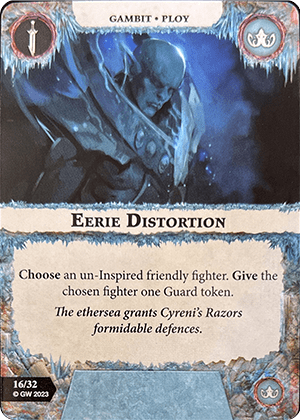 GAMBIT • PLOY
EERIE DISTORTION
Choose an un-Inspired friendly fighter. Give the
chosen fighter one Guard token.
The ethersea grants Cyreni’s Razors
formidable defences.
16/32
© GW 2023